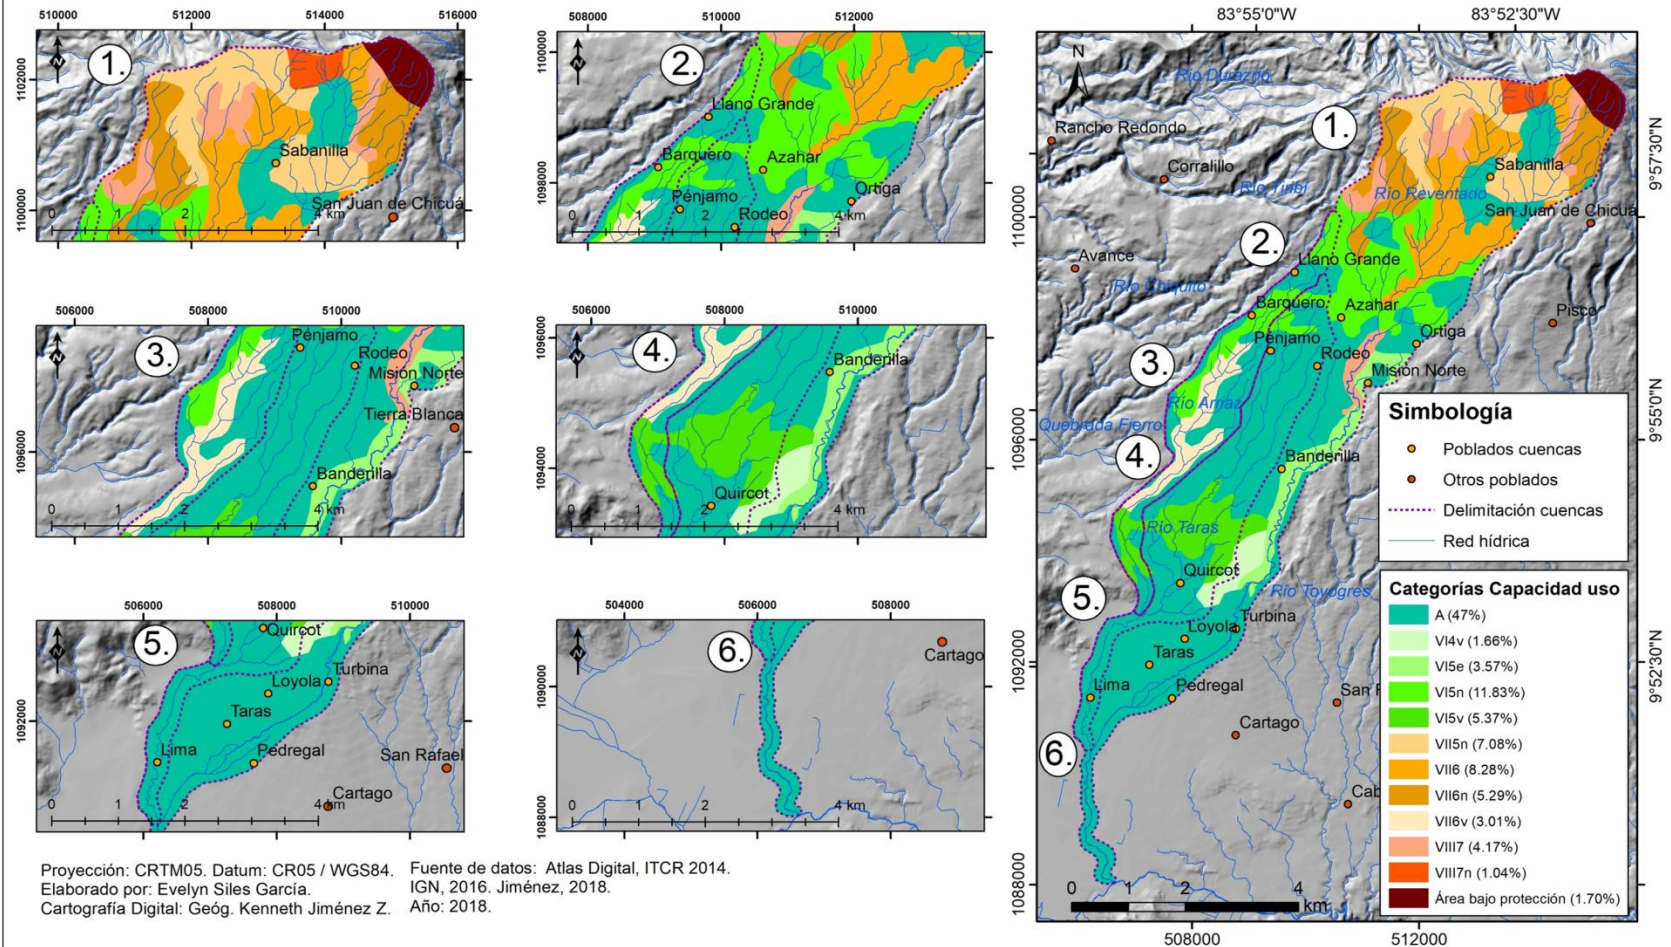 510000 512000 514000 516000
1112000
1100000
1.
Sabanilla
San Juan de Chicuá
0 1 2 4 km
508000 510000 512000
1100000
1098000
2.
Llano Grande
Barquero
Azahar
Pénjamo
Ortiga
Rodeo
0 1 2 4 km
506000 508000 510000
1096000
3.
Pénjamo
Rodeo
Misión Norte
Tierra Blanca
Banderilla
0 1 2 4 km
506000 508000 510000
1096000
1094000
4.
Banderilla
Quircot
0 1 2 4 km
506000 508000 510000
1092000
5.
Quircot
Turbina
Loyola
Taras
Lima
Pedregal
San Rafael
Cartago
0 1 2 4 km
504000 506000 508000
1090000
1088000
6.
Cartago
0 1 2 4 km
83°55'0"W 83°52'30"W
N
Río Durazno
1.
Rancho Redondo
Corralillo
Sabanilla
Río Tiribí
Río Reventado
San Juan de Chicuá
2.
Avance
Llano Grande
Río Chiquito
Barquero
Azahar
Pisco
Pénjamo
Ortiga
3.
Rodeo
Misión Norte
Río Arriaz
Quebrada Fierro
4.
Banderilla
Río Taras
Quircot
5.
Río Toyogres
Turbina
Loyola
Taras
Lima
Pedregal
San R
Cartago
6.
Cab
0 1 2 4
km
508000 512000
1100000
1096000
1092000
1088000
9°57'30"N
9°55'0"N
9°52'30"N
Simbología
Poblados cuencas
Otros poblados
Delimitación cuencas
Red hídrica
Categorías Capacidad uso
A (47%)
VI4v (1.66%)
VI5e (3.57%)
VI5n (11.83%)
VI5v (5.37%)
VII5n (7.08%)
VII6 (8.28%)
VII6n (5.29%)
VII6v (3.01%)
VIII7 (4.17%)
VIII7n (1.04%)
Área bajo protección (1.70%)
Proyección: CRTM05. Datum: CR05 / WGS84.
Elaborado por: Evelyn Siles García.
Cartografía Digital: Geóg. Kenneth Jiménez Z.
Fuente de datos: Atlas Digital, ITCR 2014.
IGN, 2016. Jiménez, 2018.
Año: 2018.